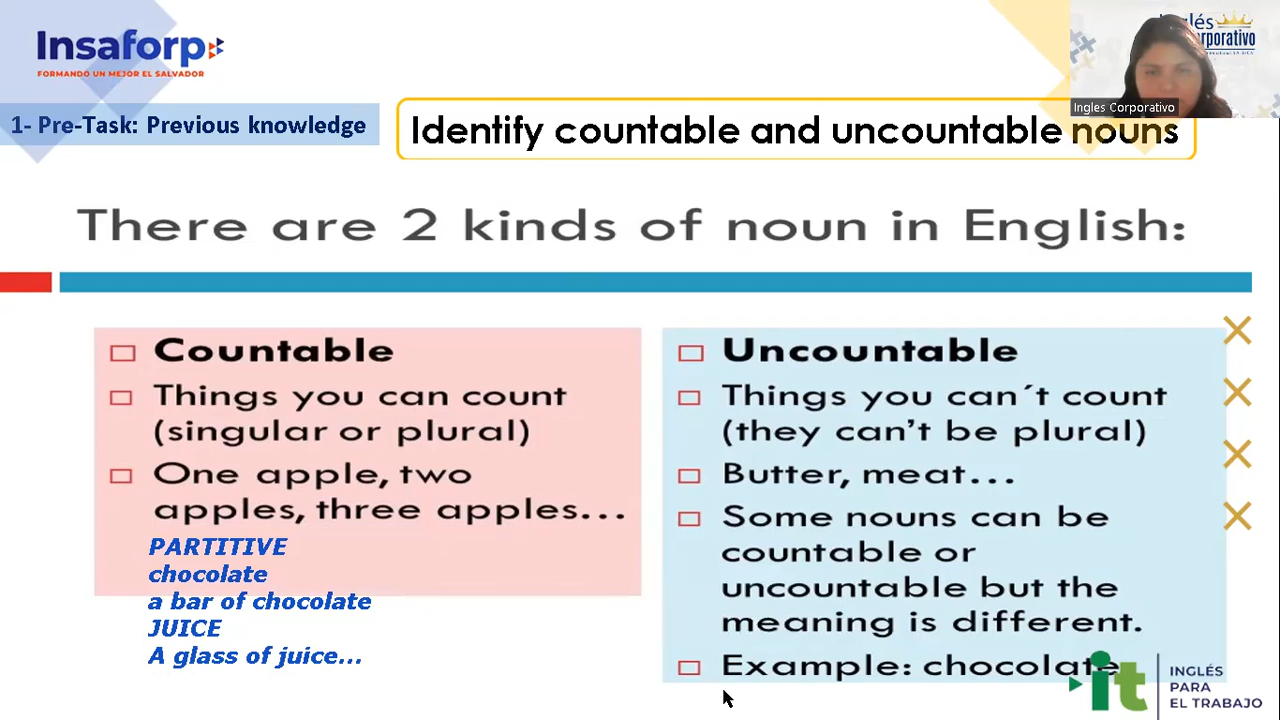 Insaforp
FORMANDO UN MEJOR EL SALVADOR
Inglés
rporativo
Ingles Corporativo
1- Pre-Task: Previous knowledge
Identify countable and uncountable nouns
There are 2 kinds of noun in English:
Countable
Things you can count
(singular or plural)
One apple, two
apples, three apples...
PARTITIVE
chocolate
a bar of chocolate
JUICE
A glass of juice...
Uncountable
Things you can´t count
(they can't be plural)
Butter, meat...
Some nouns can be
countable or
uncountable but the
meaning is different.
Example: chocolate
it
INGLÉS
PARA
EL TRABAJO